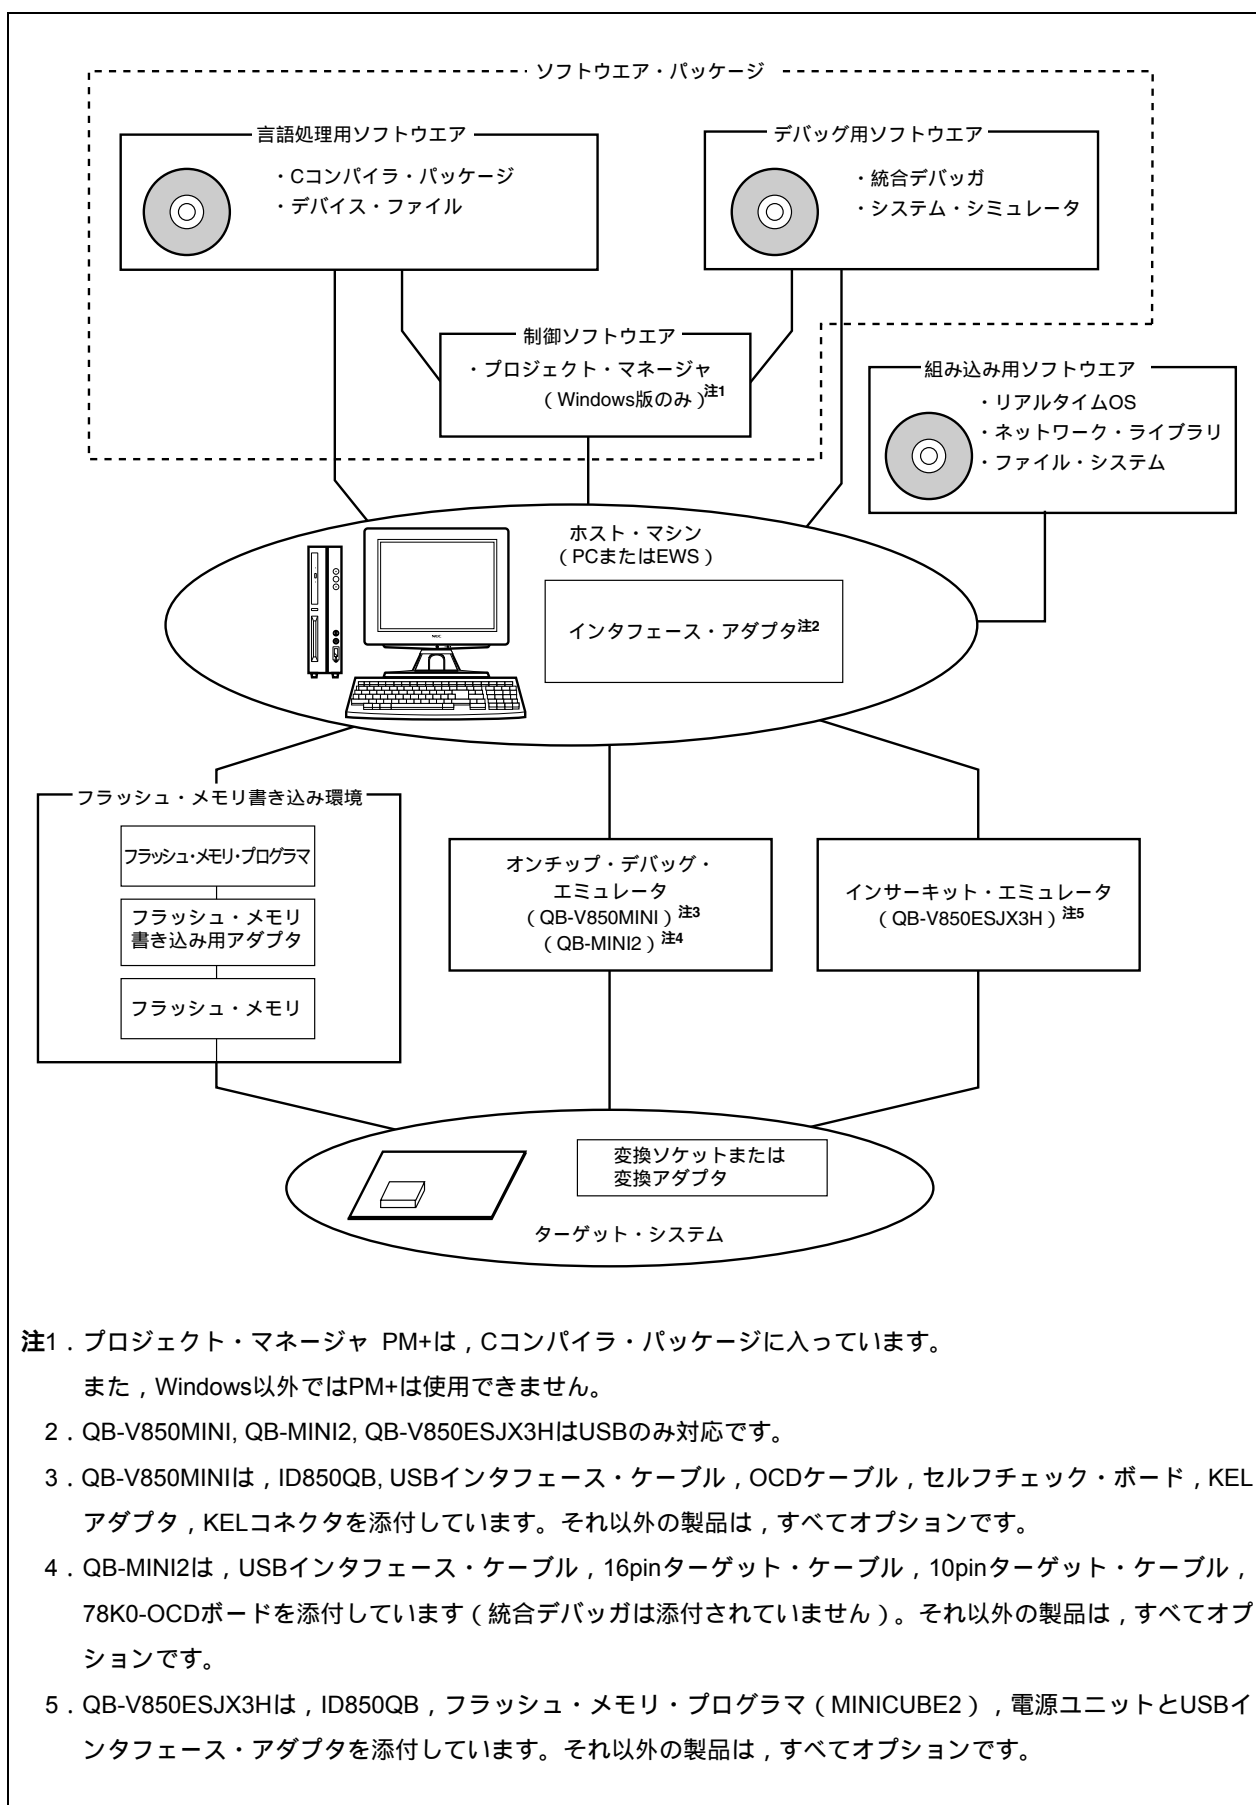 ソフトウエア・パッケージ
言語処理用ソフトウエア
・Cコンパイラ・パッケージ
・デバイス・ファイル
デバッグ用ソフトウエア
・統合デバッガ
・システム・シミュレータ
制御ソフトウエア
・プロジェクト・マネージャ
（Windows版のみ）注1
組み込み用ソフトウエア
・リアルタイムOS
・ネットワーク・ライブラリ
・ファイル・システム
ホスト・マシン
（PCまたはEWS）
インタフェース・アダプタ注2
NEC
フラッシュ・メモリ書き込み環境
フラッシュ・メモリ・プログラマ
フラッシュ・メモリ
書き込み用アダプタ
フラッシュ・メモリ
オンチップ・デバッグ・
エミュレータ
（QB-V850MINI）注3
（QB-MINI2）注4
インサーキット・エミュレータ
（QB-V850ESJX3H）注5
変換ソケットまたは
変換アダプタ
ターゲット・システム
注1．プロジェクト・マネージャ PM+は，Cコンパイラ・パッケージに入っています。
また，Windows以外ではPM+は使用できません。
2．QB-V850MINI, QB-MINI2, QB-V850ESJX3HはUSBのみ対応です。
3．QB-V850MINIは，ID850QB, USBインタフェース・ケーブル，OCDケーブル，セルフチェック・ボード，KEL
アダプタ，KELコネクタを添付しています。それ以外の製品は，すべてオプションです。
4．QB-MINI2は，USBインタフェース・ケーブル，16pinターゲット・ケーブル，10pinターゲット・ケーブル，
78K0-OCDボードを添付しています（統合デバッガは添付されていません）。それ以外の製品は，すべてオプ
ションです。
5．QB-V850ESJX3Hは，ID850QB，フラッシュ・メモリ・プログラマ（MINICUBE2），電源ユニットとUSBイ
ンタフェース・アダプタを添付しています。それ以外の製品は，すべてオプションです。